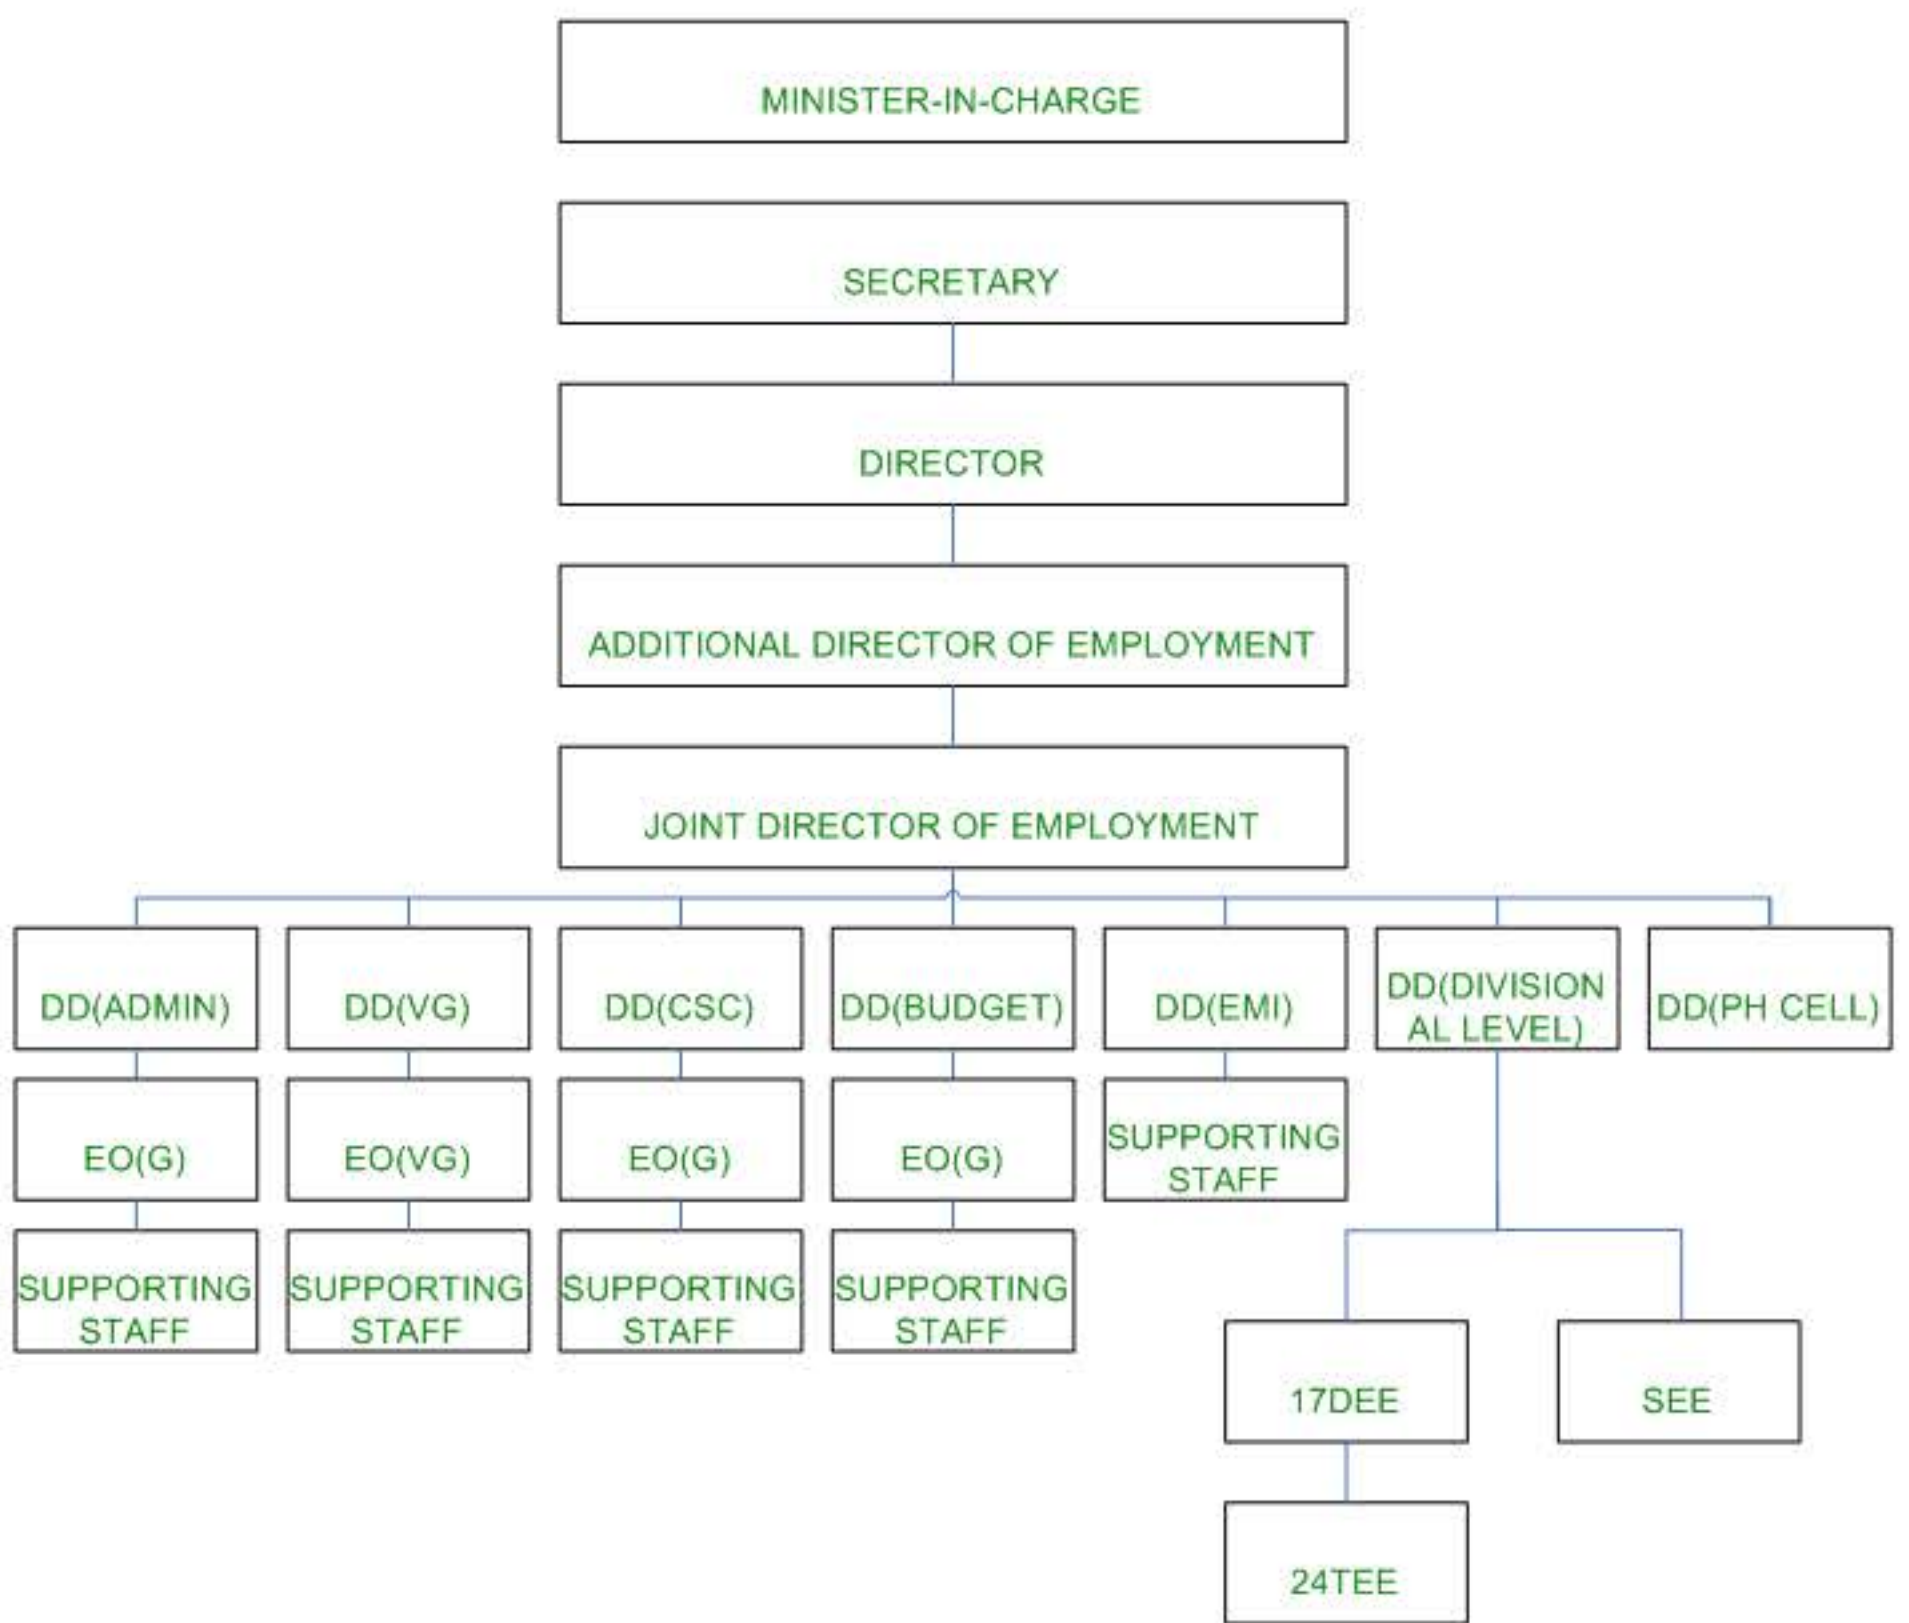 MINISTER-IN-CHARGE
SECRETARY
DIRECTOR
ADDITIONAL DIRECTOR OF EMPLOYMENT
JOINT DIRECTOR OF EMPLOYMENT
DD(ADMIN)
DD(VG)
DD(CSC)
DD(BUDGET)
DD(EMI)
DD(DIVISION
AL LEVEL)
DD(PH CELL)
EO(G)
EO(VG)
EO(G)
EO(G)
SUPPORTING
STAFF
SUPPORTING
STAFF
SUPPORTING
STAFF
SUPPORTING
STAFF
SUPPORTING
STAFF
17DEE
SEE
24TEE